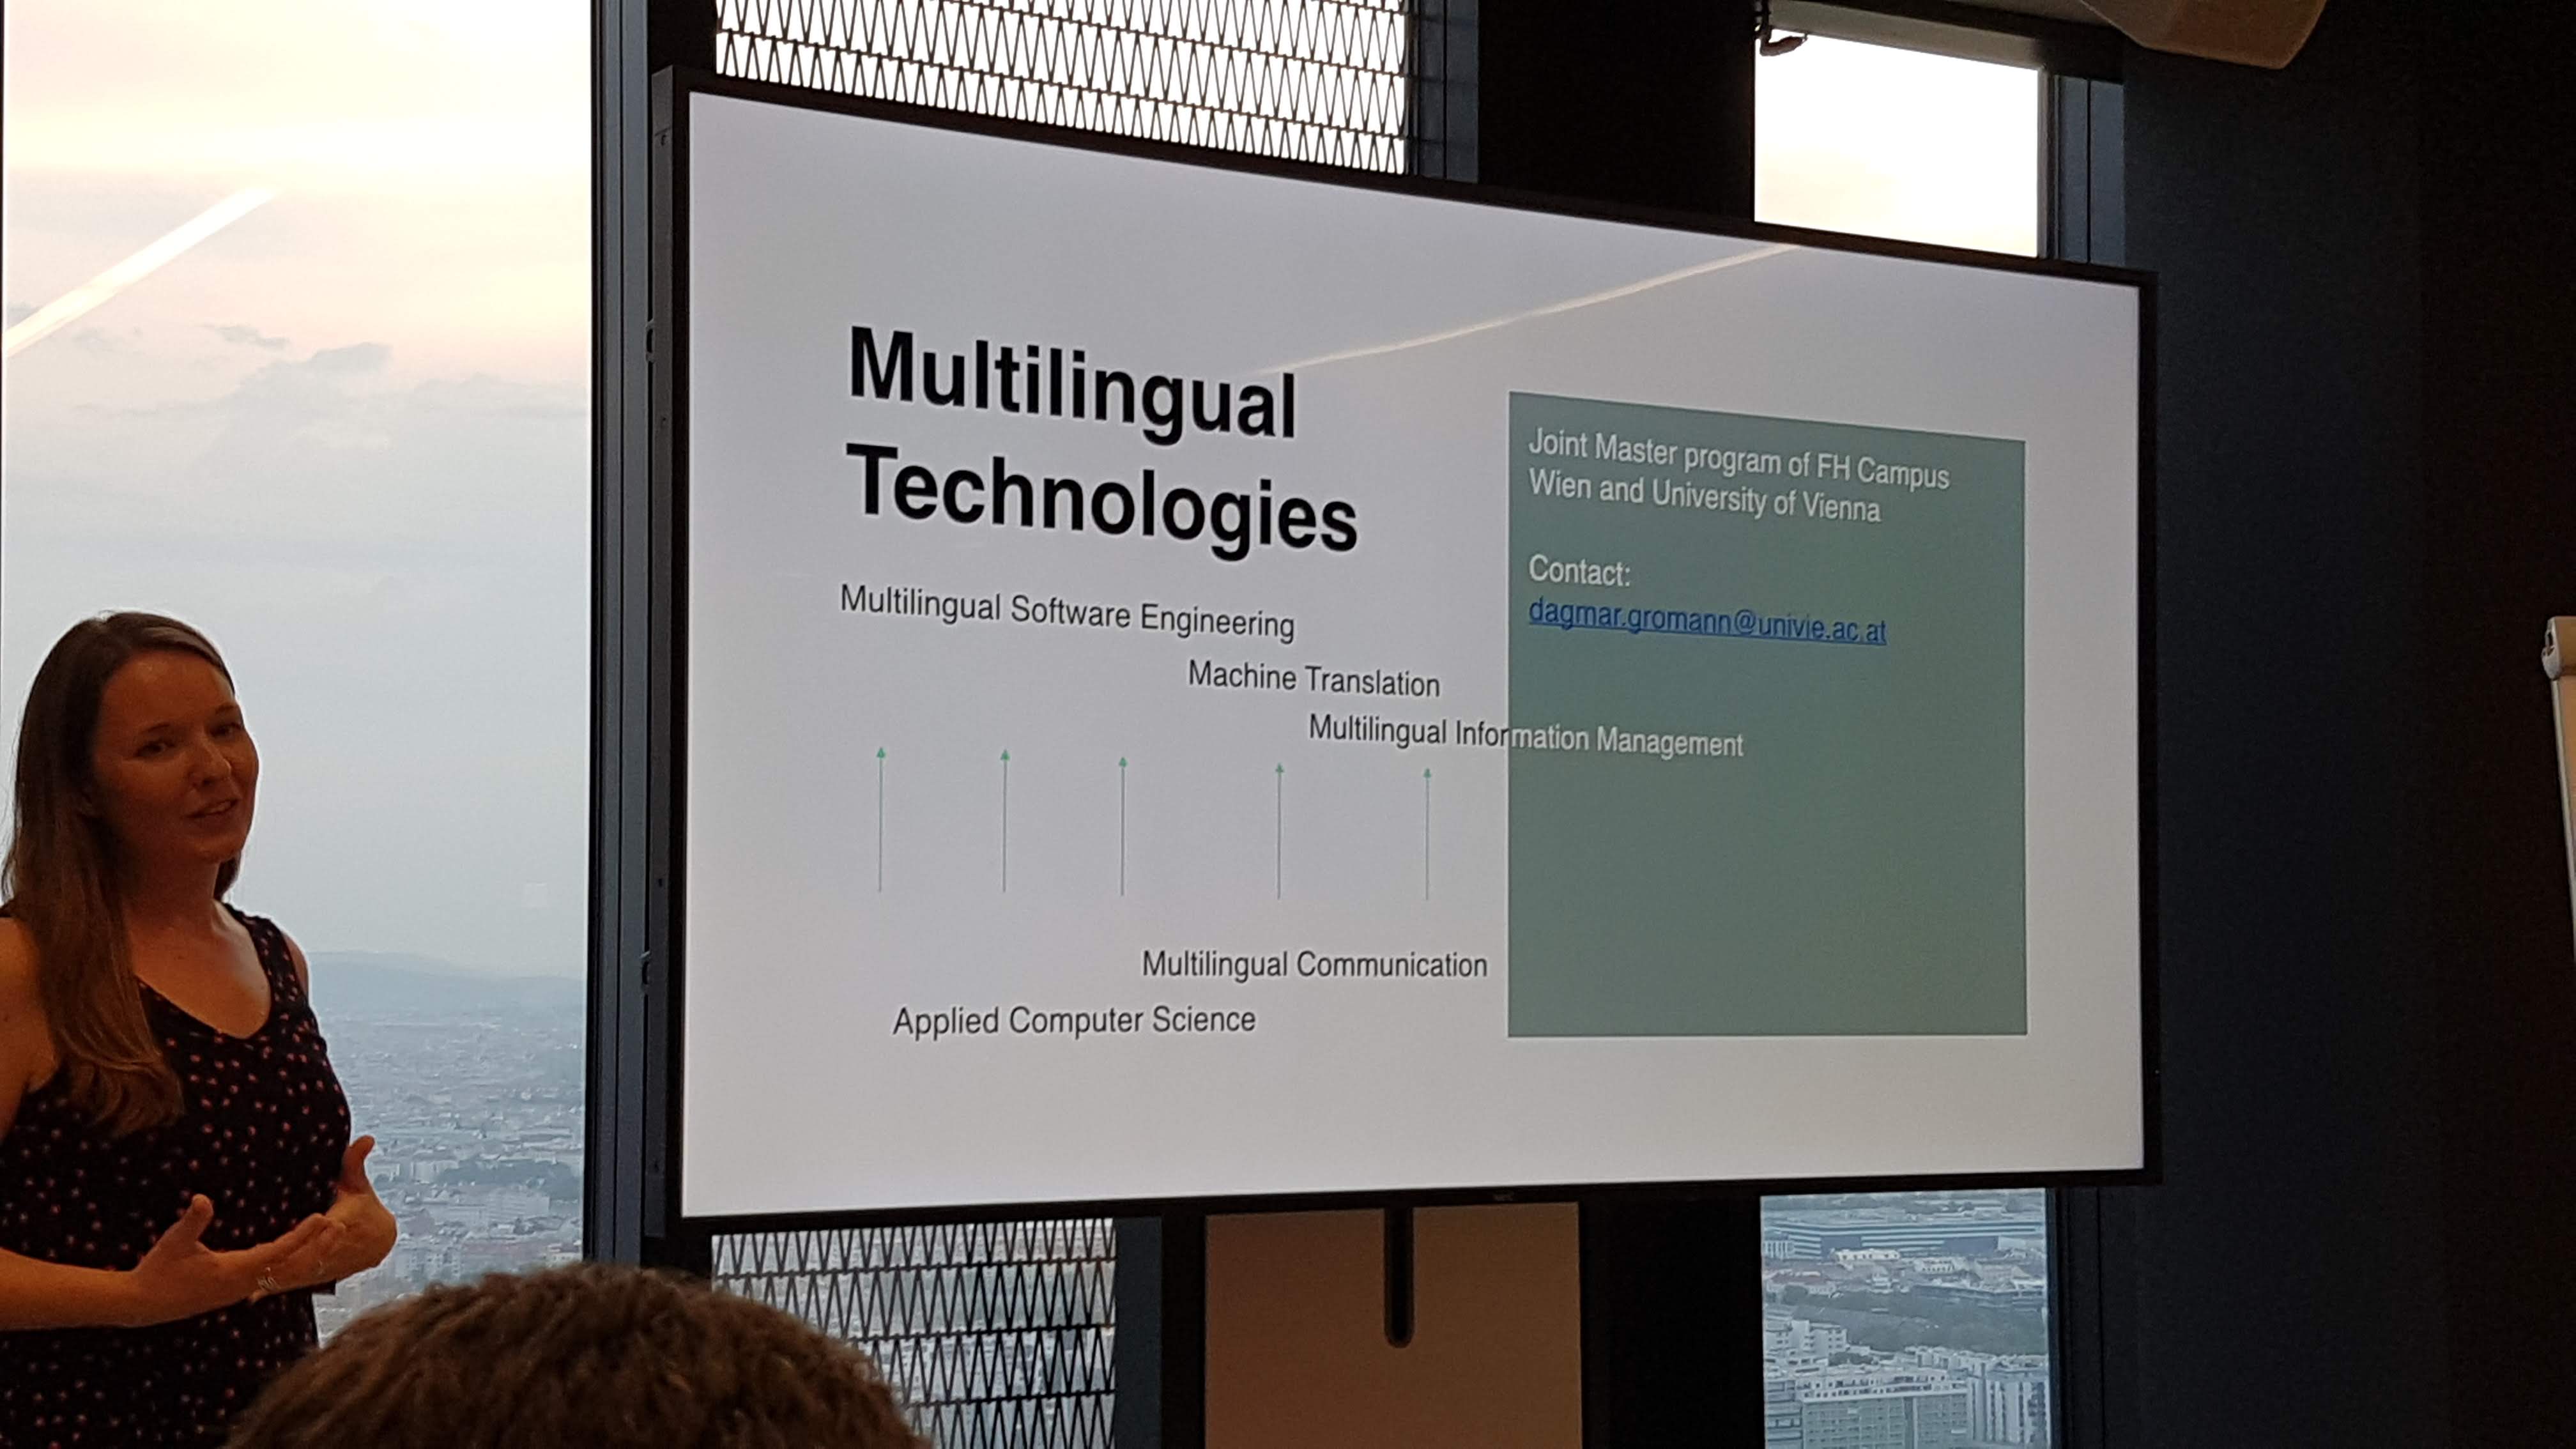 Multilingual
Technologies
Multilingual Software Engineering
Machine Translation
Multilingual Information Management
Multilingual Communication
Applied Computer Science
Joint Master program of FH Campus
Wien and University of Vienna
Contact:
dagmar.gromann@univie.ac.at